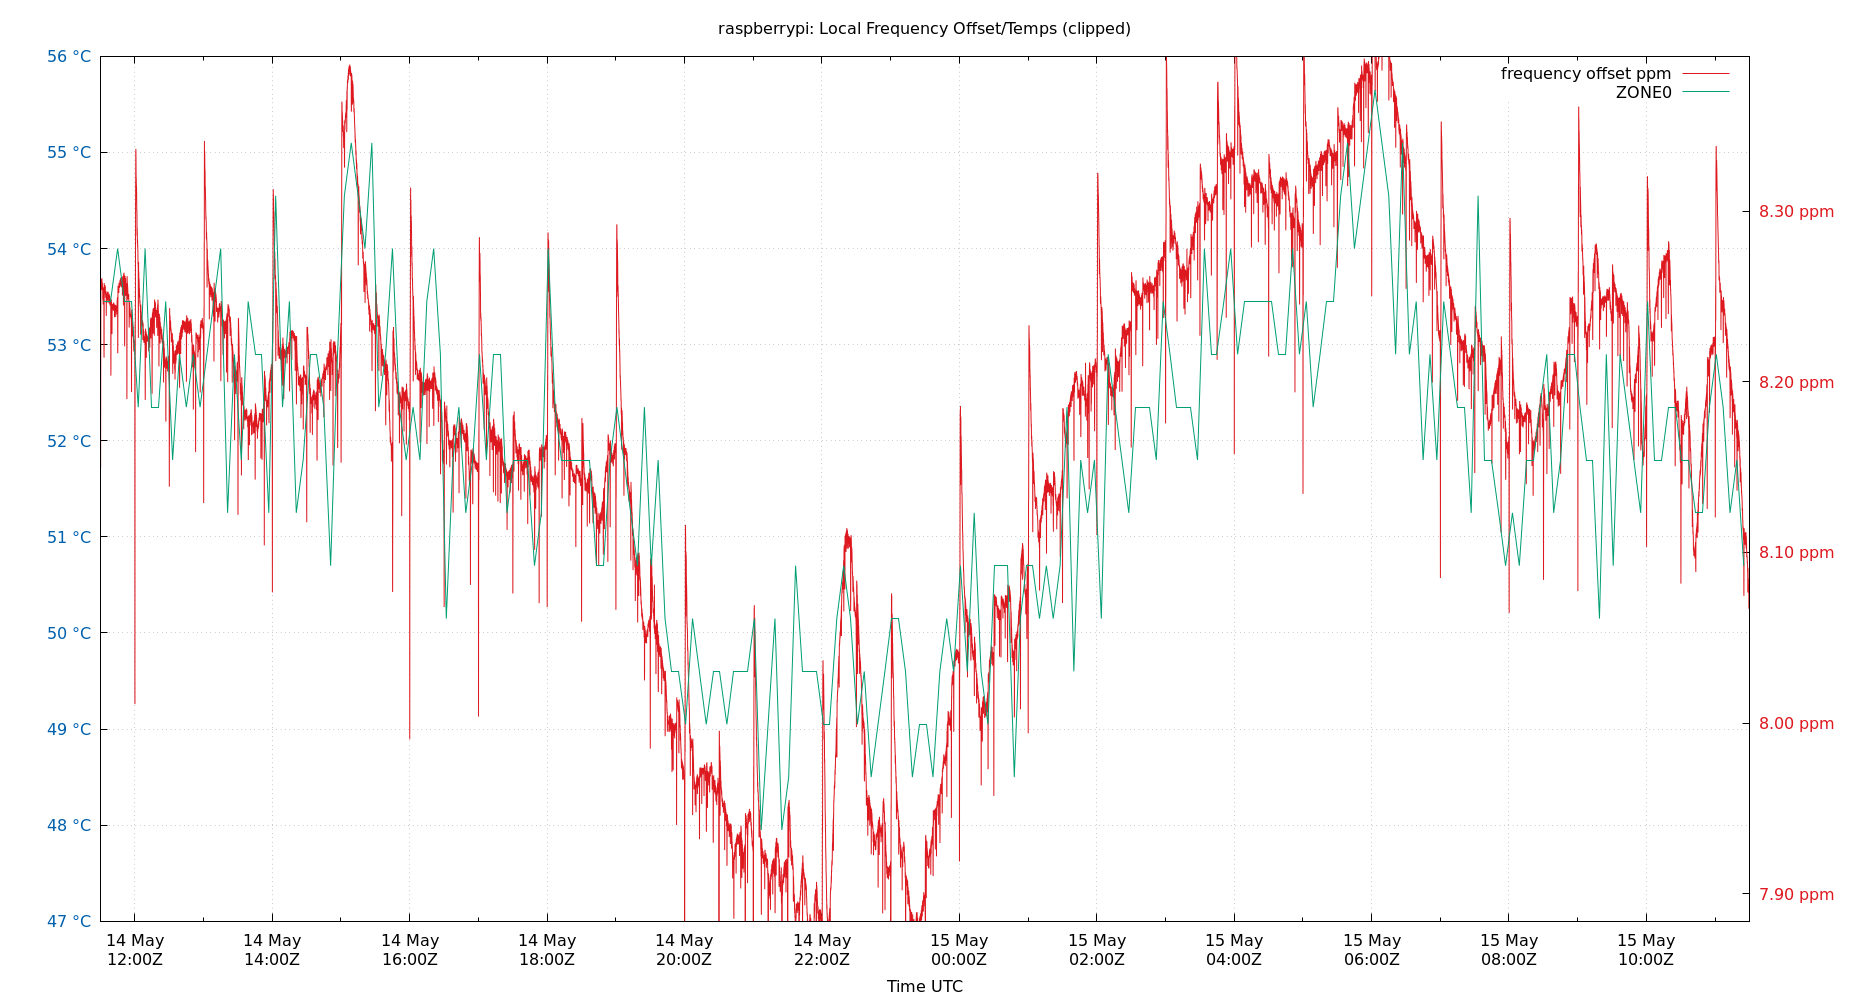 raspberrypi: Local Frequency Offset/Temps (clipped)
56 °C
55 °C
54 °C
53 °C
52 °C
51 °C
50 °C
49 °C
48 °C
47 °C
frequency offset ppm
ZONE0
8.30 ppm
8.20 ppm
8.10 ppm
8.00 ppm
7.90 ppm
14 May
12:00Z
14 May
14:00Z
14 May
16:00Z
14 May
18:00Z
14 May
20:00Z
14 May
22:00Z
15 May
00:00Z
15 May
02:00Z
15 May
04:00Z
15 May
06:00Z
15 May
08:00Z
15 May
10:00Z
Time UTC